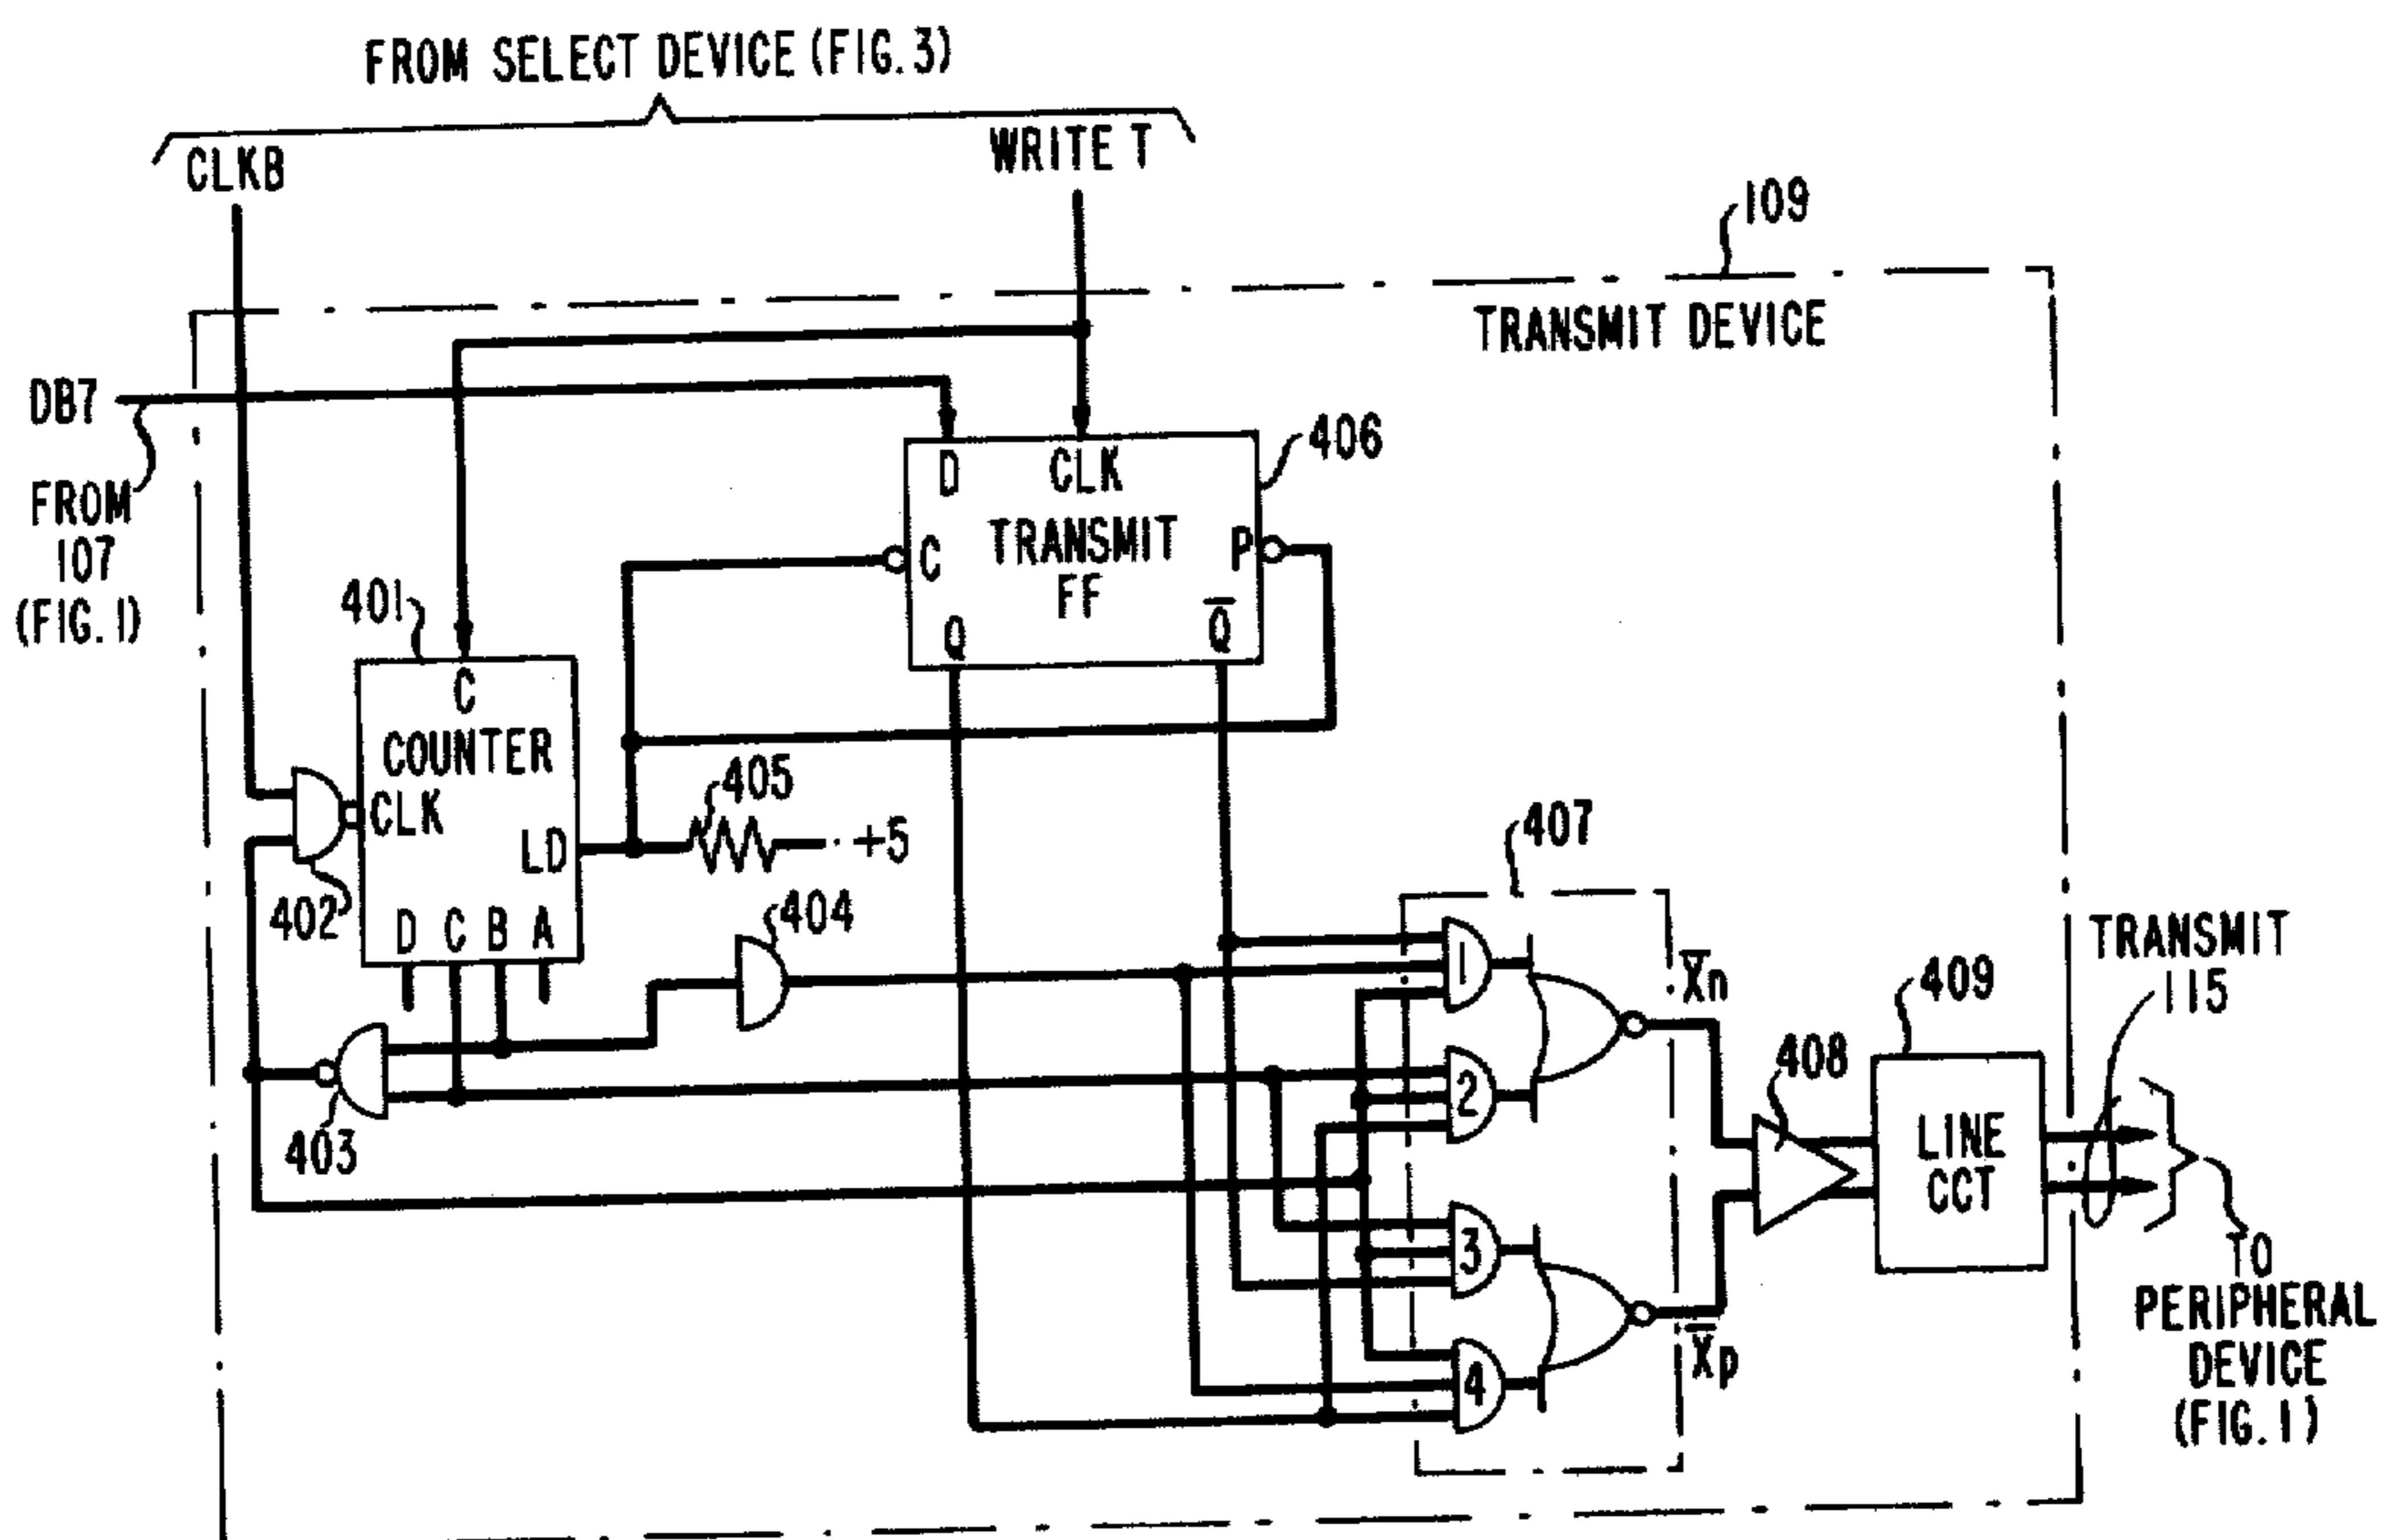 FROM SELECT DEVICE (FIG. 3)
CLKB
WRITE T
109
TRANSMIT DEVICE
DB7
FROM
107
(FIG. 1)
D
CLK
406
C
TRANSMIT
FF
P
Q
Q̅
401
C
COUNTER
CLK
LD
405
+5
402
D
C
B
A
404
407
1
X̅n
TRANSMIT
115
409
408
2
403
LINE
CCT
3
TO
PERIPHERAL
DEVICE
(FIG. 1)
X̅p
4